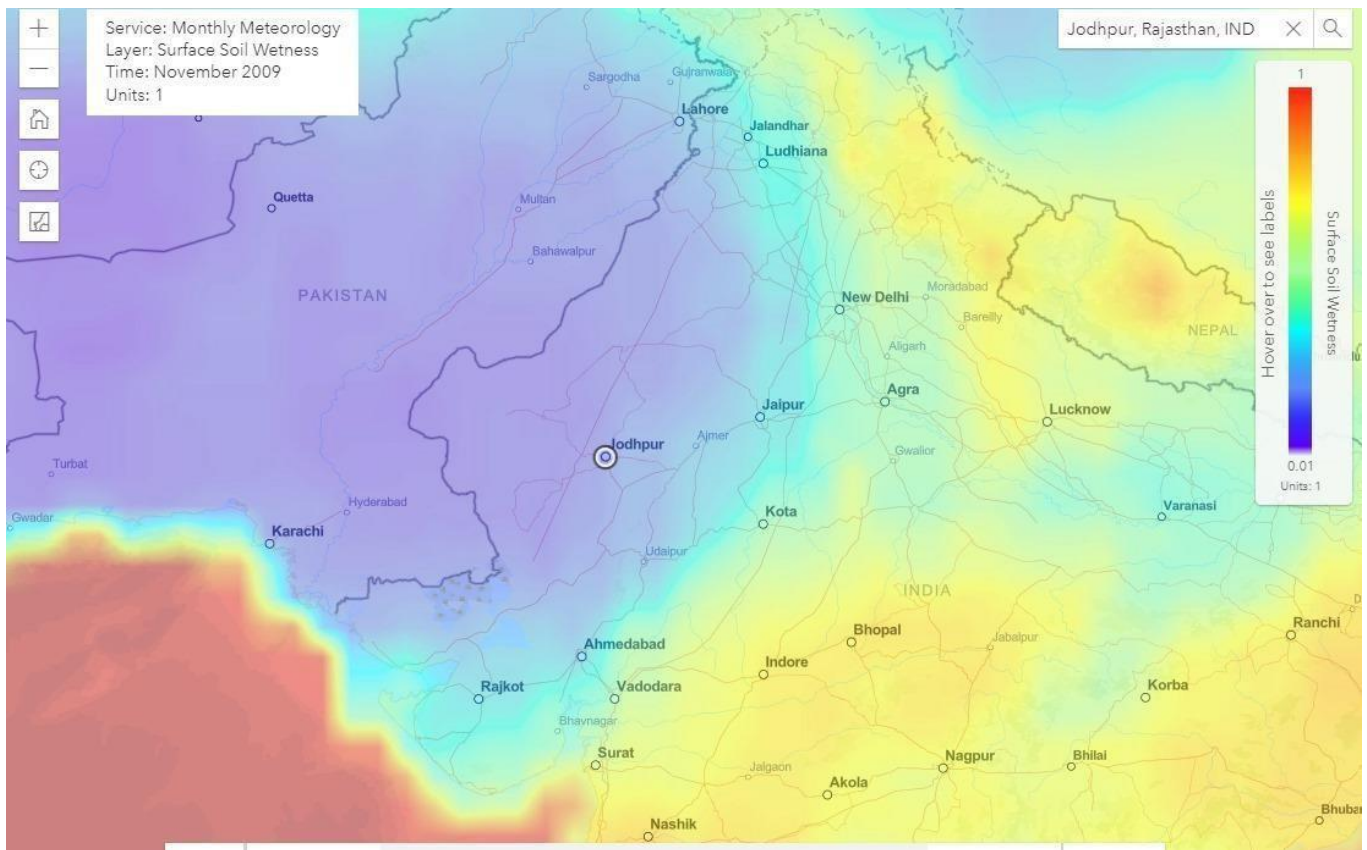 Service: Monthly Meteorology
Layer: Surface Soil Wetness
Time: November 2009
Units: 1
Jodhpur, Rajasthan, IND
1
Hover over to see labels
Surface Soil Wetness
0.01
Units: 1
Sargodha
Gujranwala
Lahore
Jalandhar
Ludhiana
Quetta
Multan
Bahawalpur
PAKISTAN
New Delhi
Moradabad
Bareilly
NEPAL
Aligarh
Agra
Jaipur
Lucknow
Jodhpur
Ajmer
Gwalior
Turbat
Hyderabad
Gwadar
Karachi
Kota
Varanasi
Udaipur
INDIA
Ahmedabad
Bhopal
Jabalpur
Ranchi
Indore
Rajkot
Vadodara
Korba
Bhavnagar
Surat
Jalgaon
Nagpur
Bhilai
Akola
Nashik
Bhubar